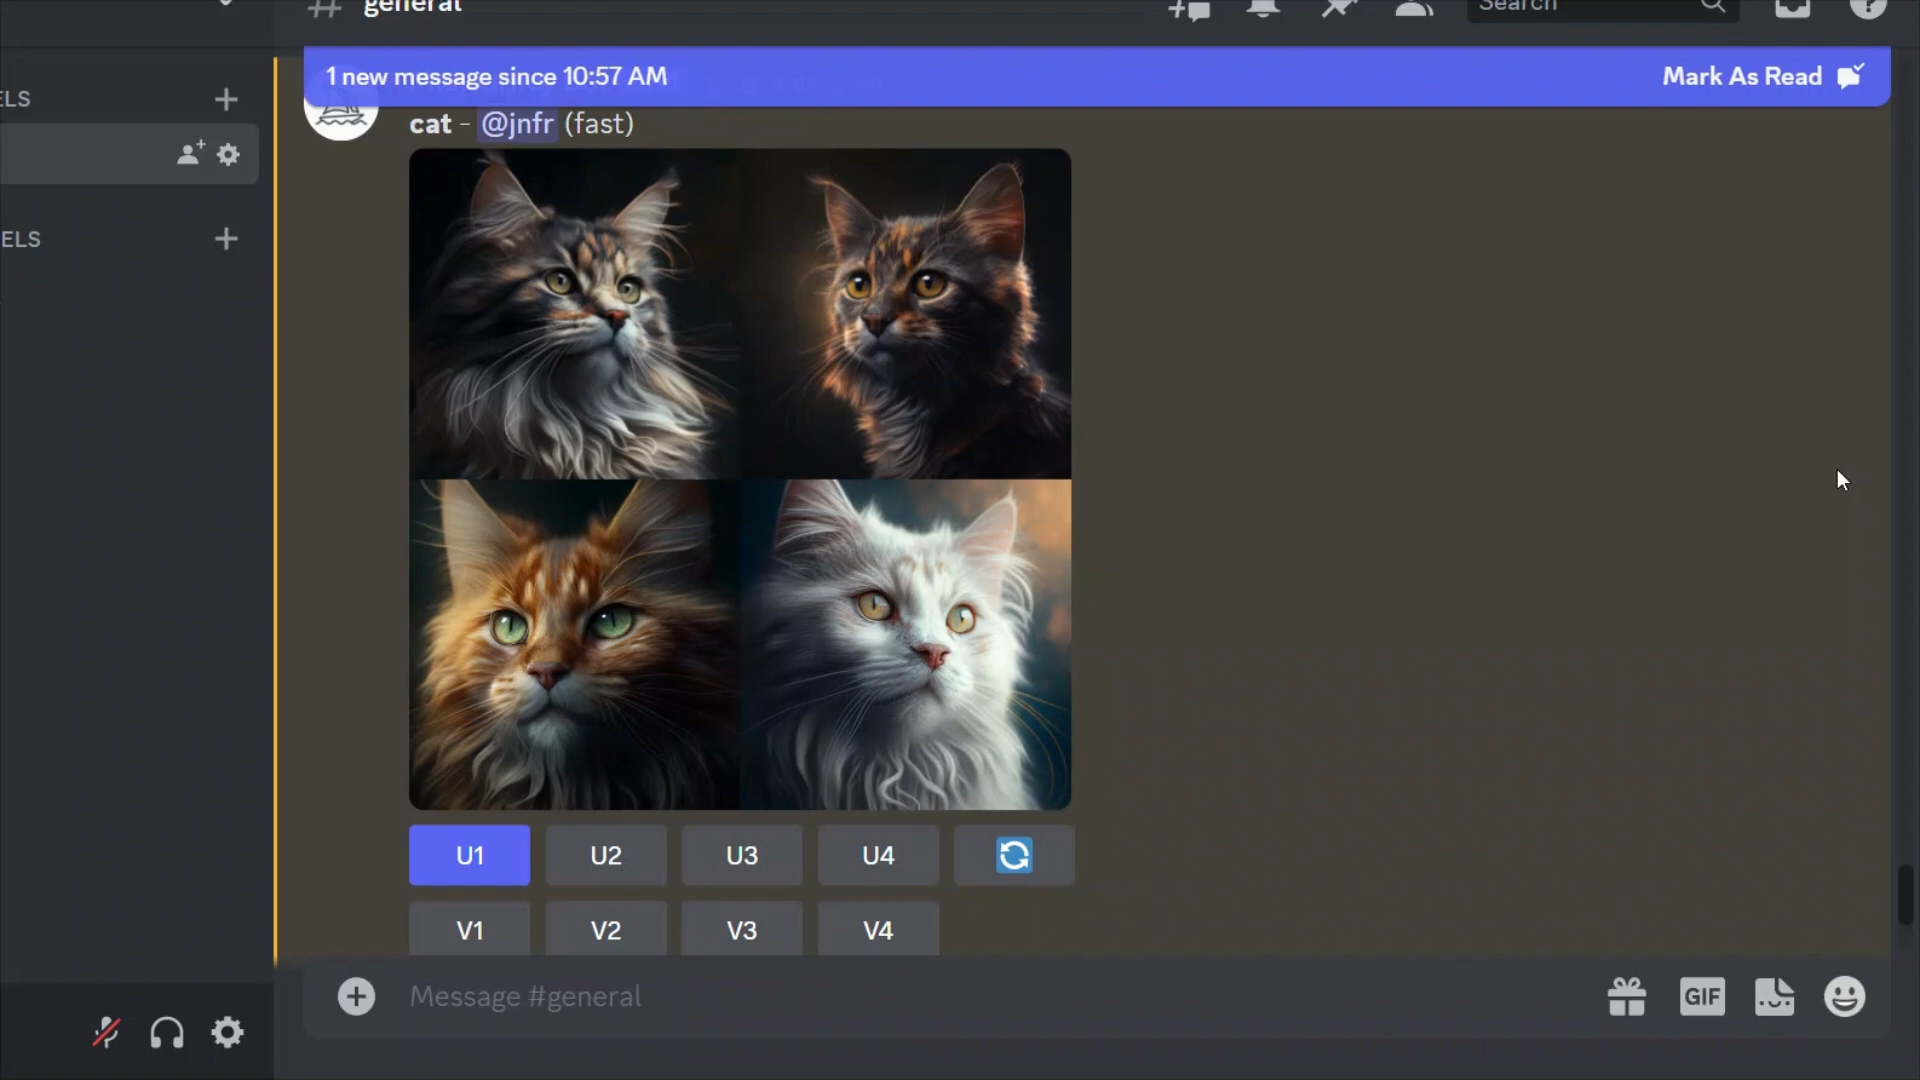 general
Search
1 new message since 10:57 AM
Mark As Read
ELS
cat - @jnfr (fast)
ELS
U1
U2
U3
U4
V1
V2
V3
V4
Message #general
GIF